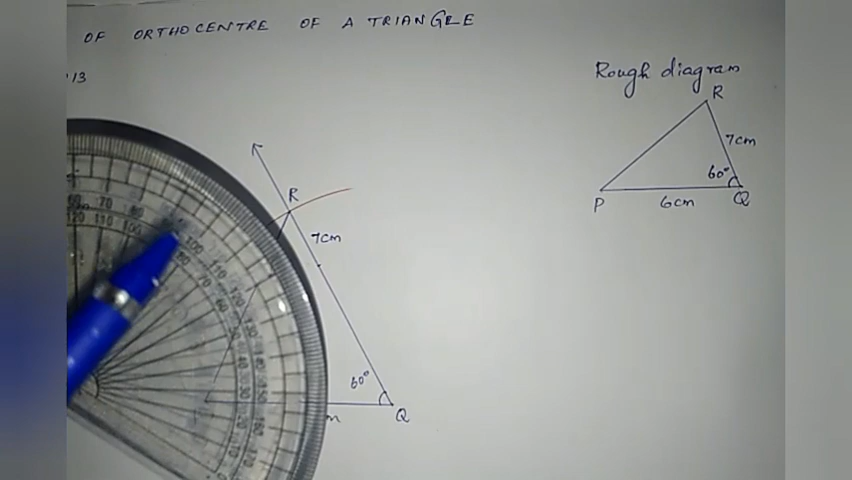 OF ORTHOCENTRE OF A TRIANGLE
13
Rough diagram
R
7cm
60°
P
6cm
Q
R
7cm
60°
m
Q